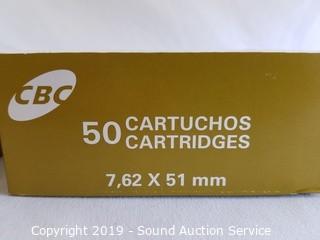 CBC
50 CARTUCHOS
CARTRIDGES
7,62 X 51 mm
Copyright 2019 - Sound Auction Service